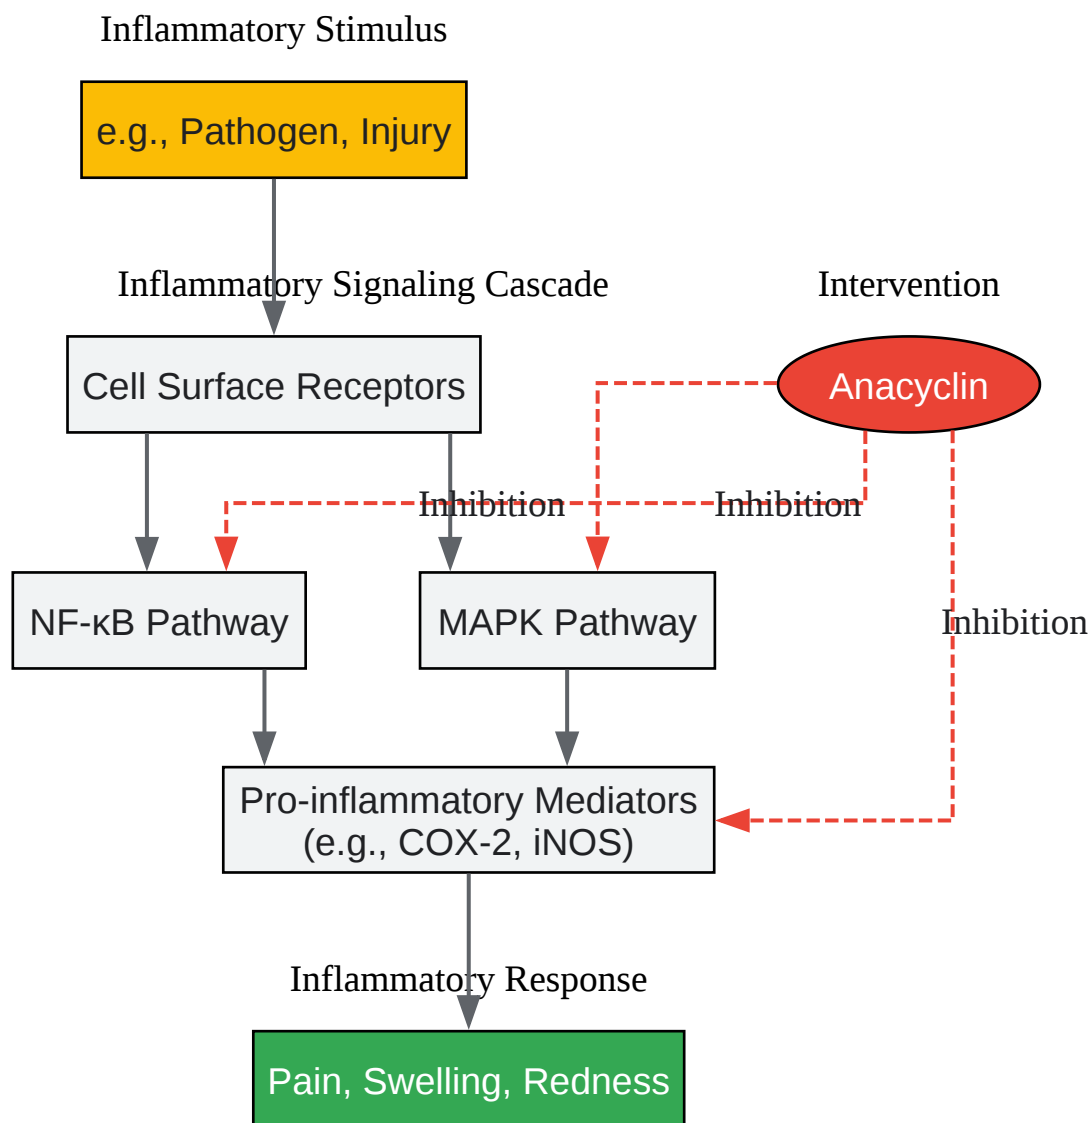 Inflammatory Stimulus
e.g., Pathogen, Injury
Inflammatory Signaling Cascade
Intervention
Cell Surface Receptors
Anacyclin
Inhibition
Inhibition
NF-κB Pathway
MAPK Pathway
Inhibition
Pro-inflammatory Mediators
(e.g., COX-2, iNOS)
Inflammatory Response
Pain, Swelling, Redness